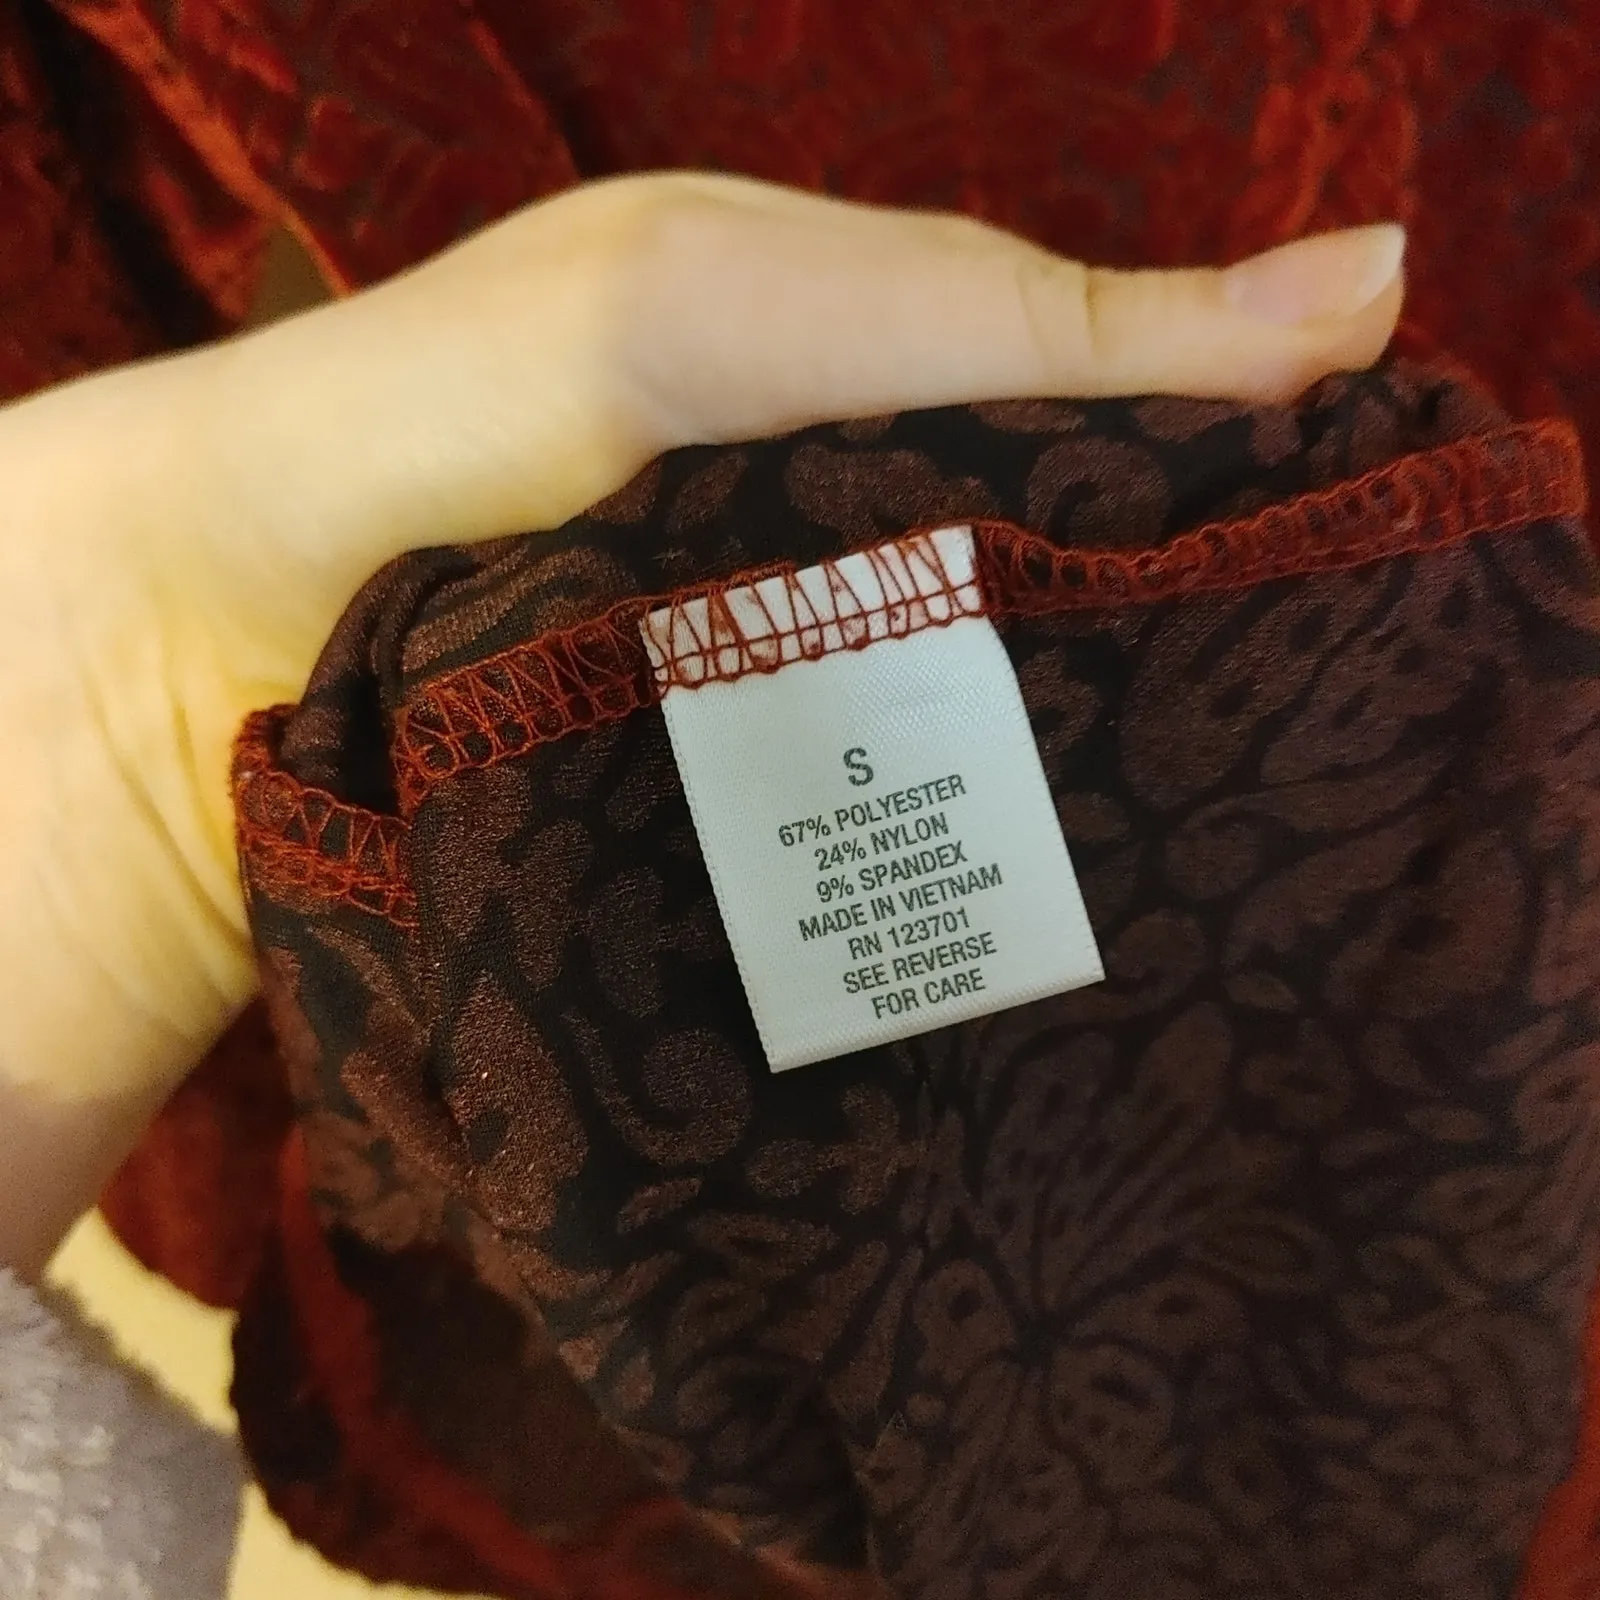 S
67% POLYESTER
24% NYLON
9% SPANDEX
MADE IN VIETNAM
RN 123701
SEE REVERSE
FOR CARE